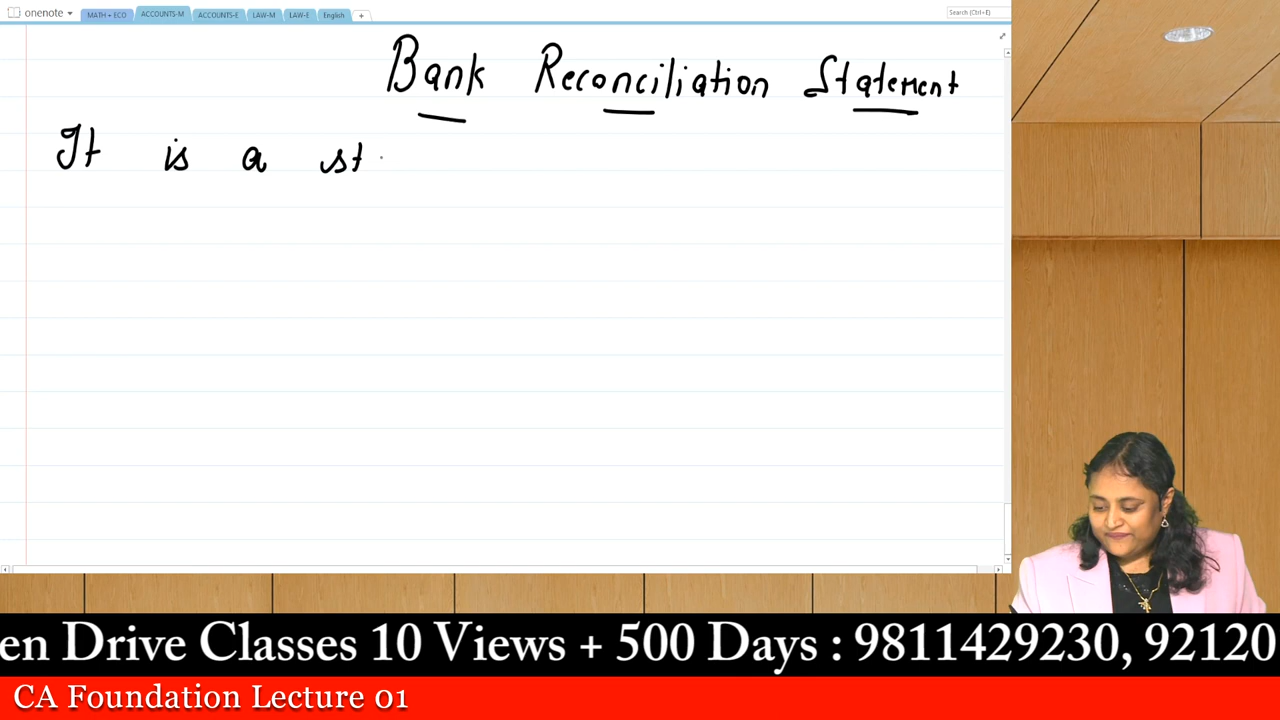 onenote MATH + ECO ACCOUNTS-M ACCOUNTS-E LAW-M LAW-E English + Search (Ctrl+E)
Bank Reconciliation Statement
It is a st
en Drive Classes 10 Views + 500 Days : 9811429230, 92120
CA Foundation Lecture 01